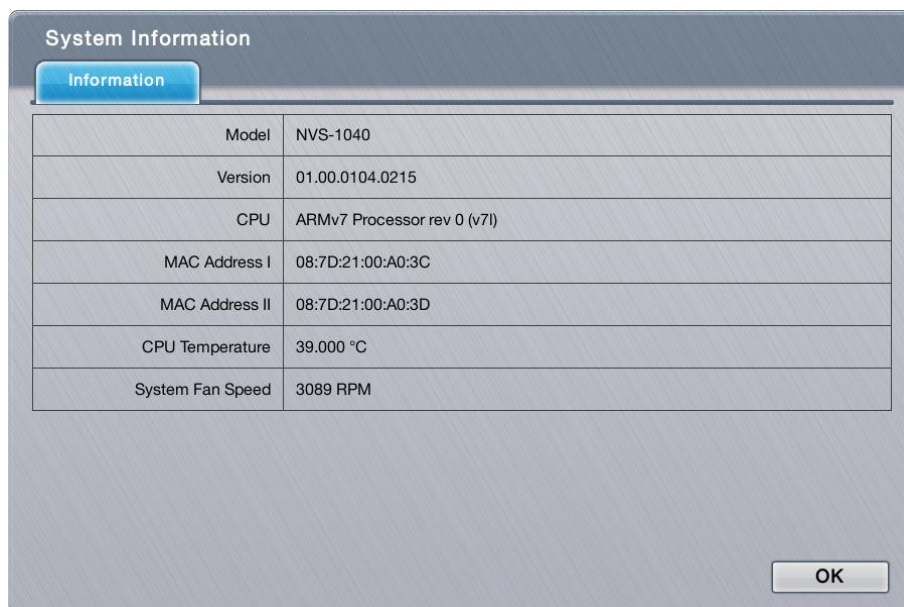 System Information
Information
Model NVS-1040
Version 01.00.0104.0215
CPU ARMv7 Processor rev 0 (v7l)
MAC Address I 08:7D:21:00:A0:3C
MAC Address II 08:7D:21:00:A0:3D
CPU Temperature 39.000 °C
System Fan Speed 3089 RPM
OK